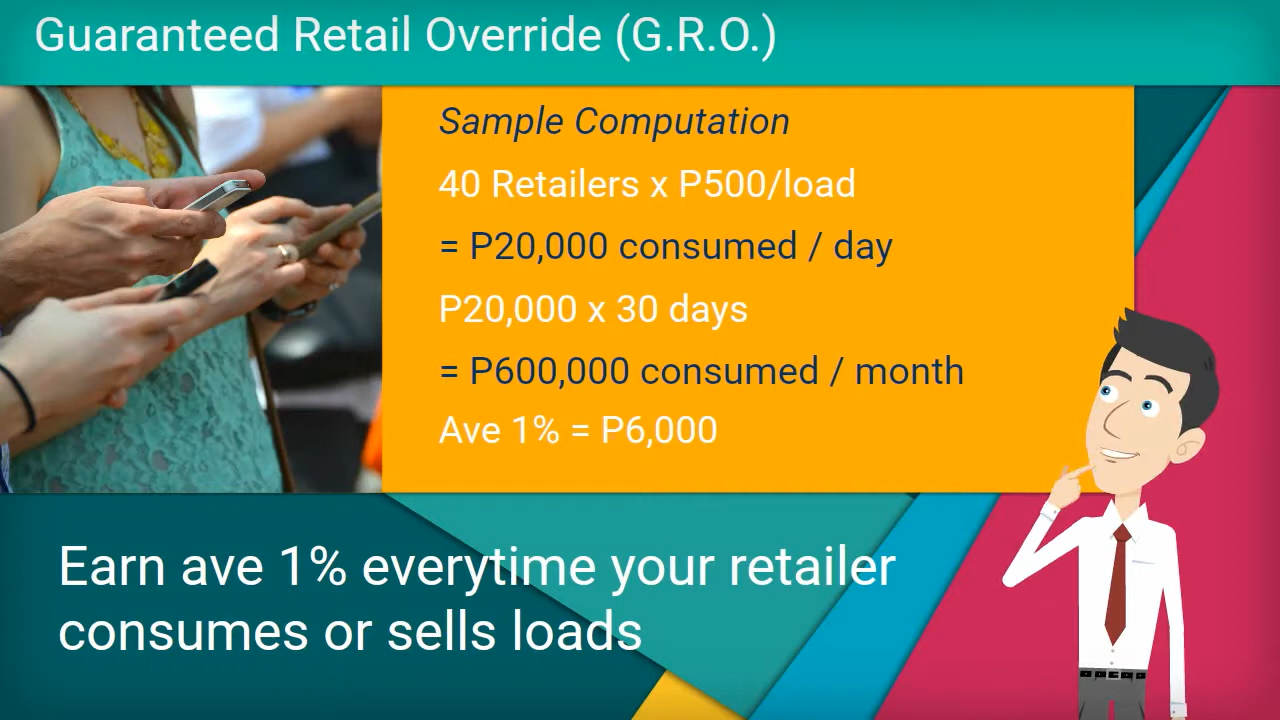 Guaranteed Retail Override (G.R.O.)
Sample Computation
40 Retailers x P500/load
= P20,000 consumed / day
P20,000 x 30 days
= P600,000 consumed / month
Ave 1% = P6,000
Earn ave 1% everytime your retailer
consumes or sells loads